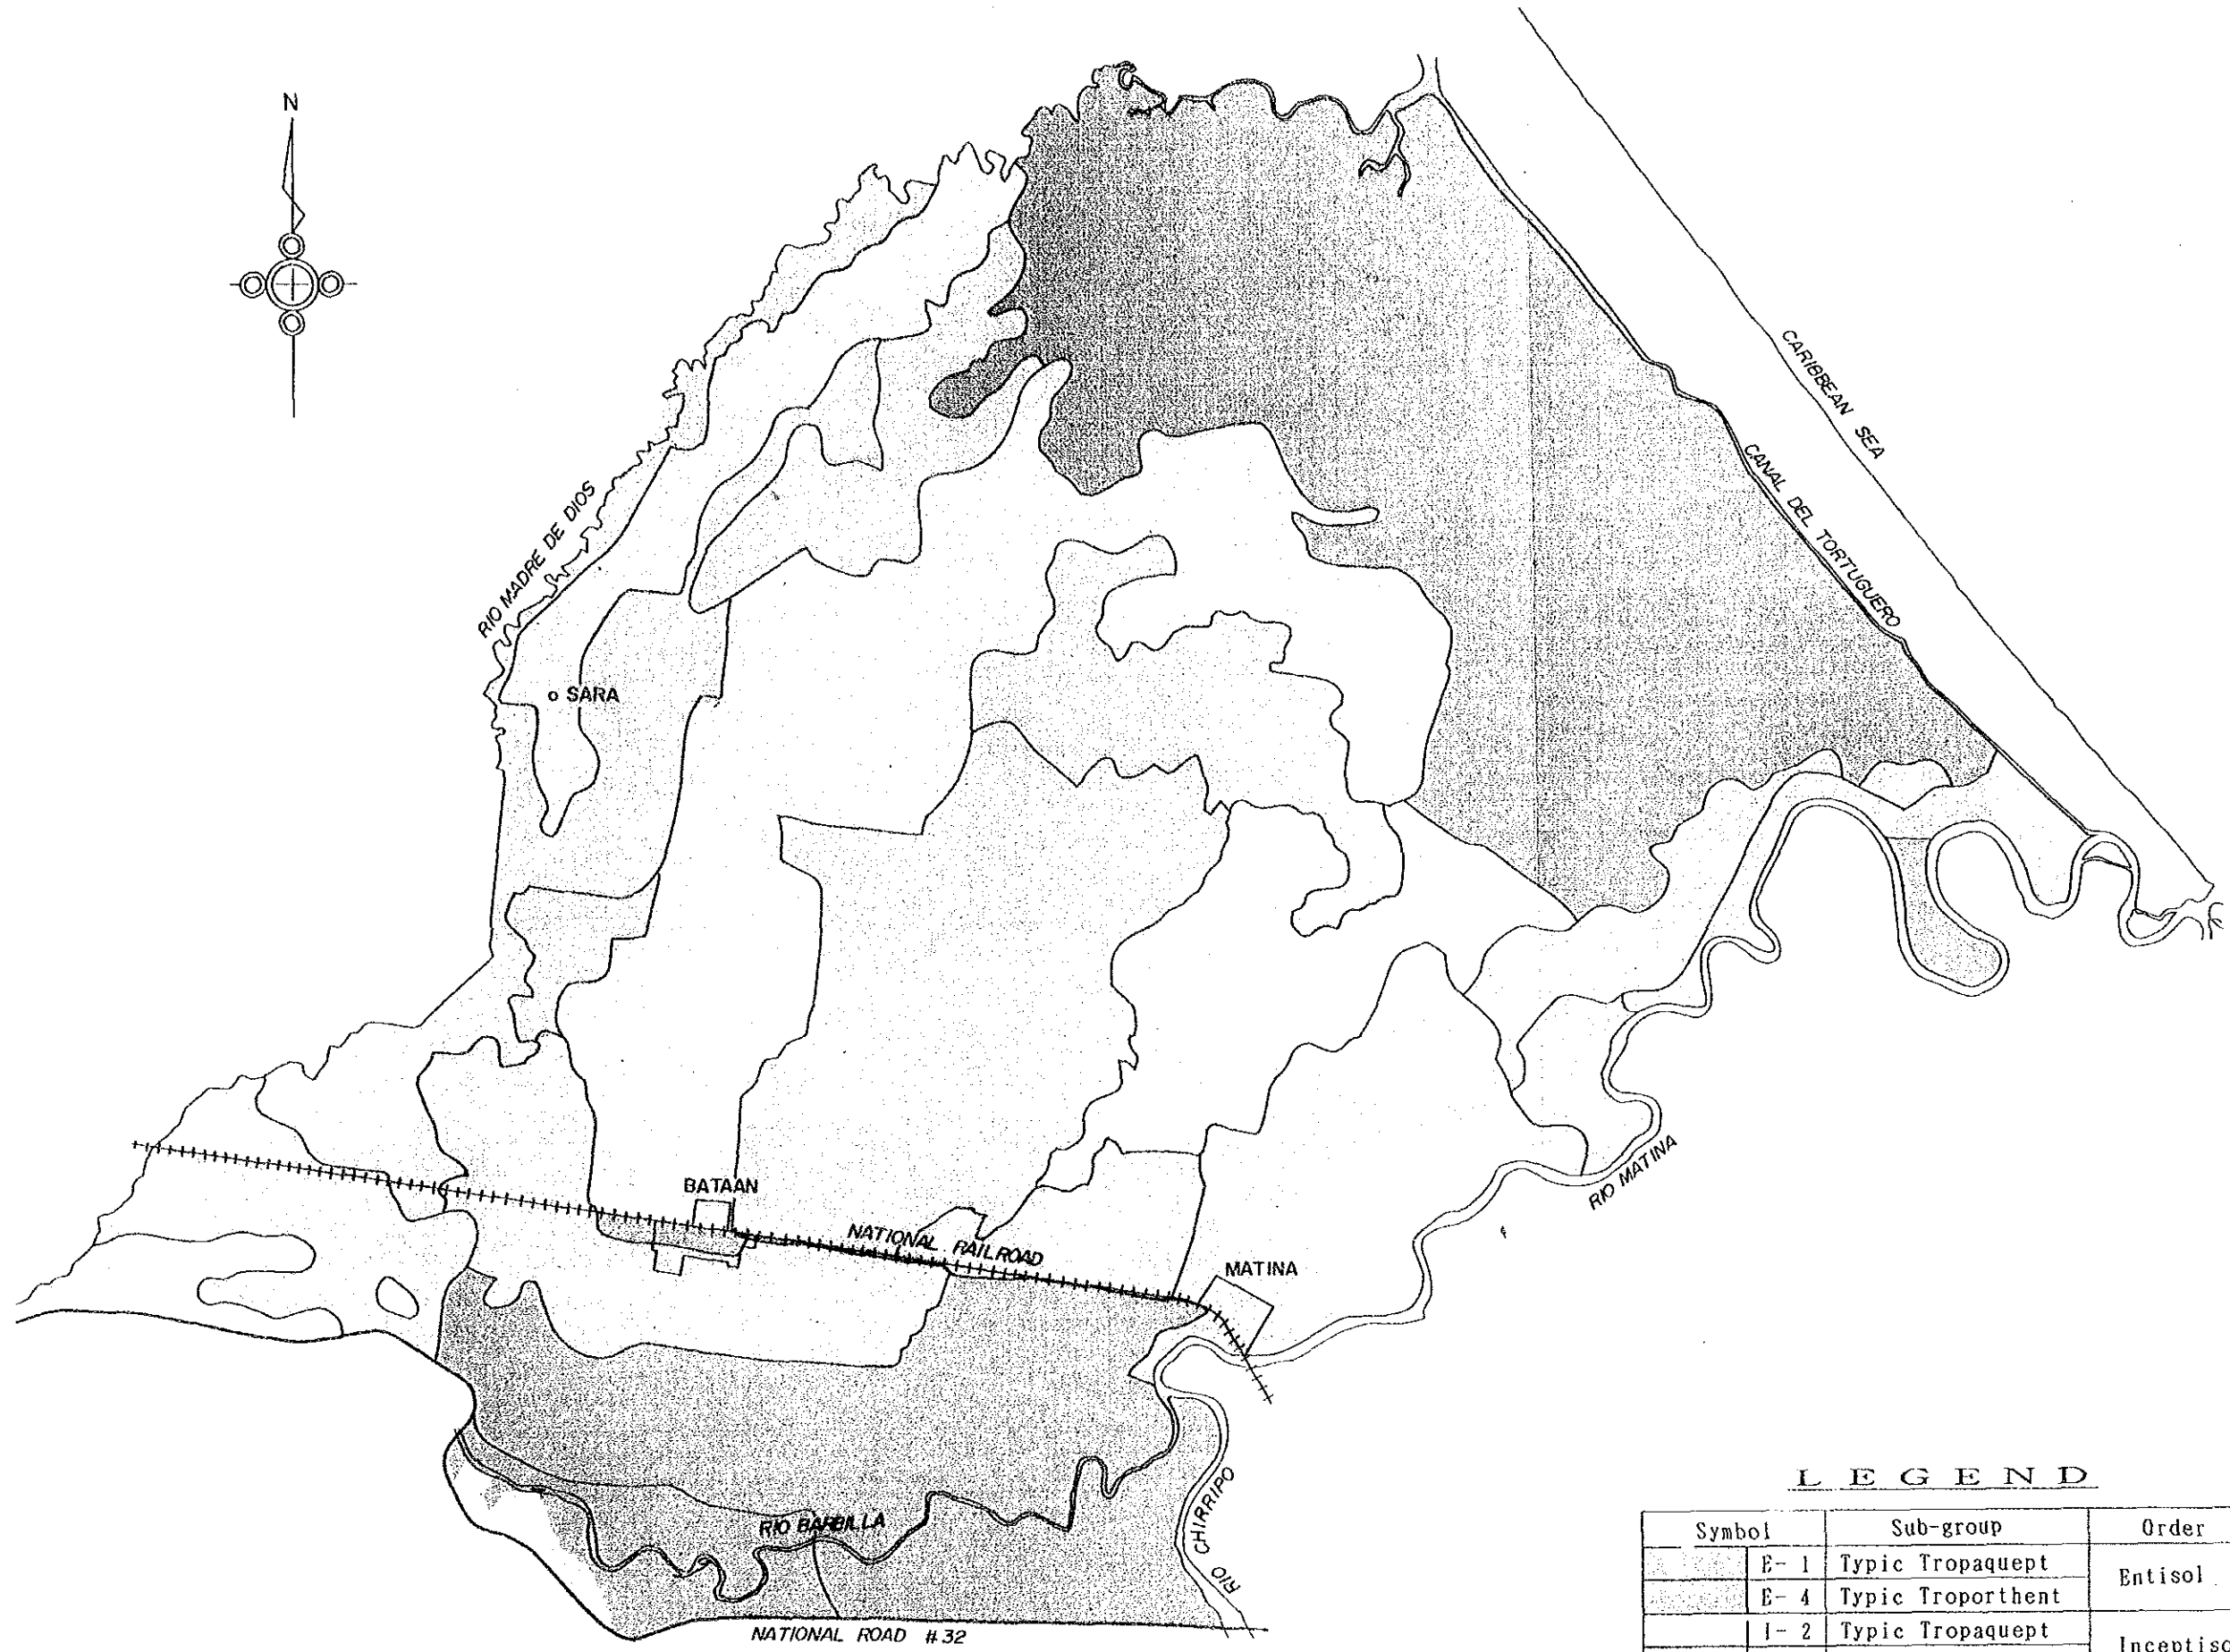 N
CARIBBEAN SEA
CANAL DEL TORTUGUERO
RIO MADRE DE DIOS
o SARA
RIO MATINA
BATAAN
NATIONAL RAILROAD
MATINA
RIO CHIRRIPO
RIO BARBILLA
NATIONAL ROAD #32
LEGEND
Symbol Sub-group Order
E- 1 Typic Tropaquept Entisol
E- 4 Typic Troporthent
I- 2 Typic Tropaquept